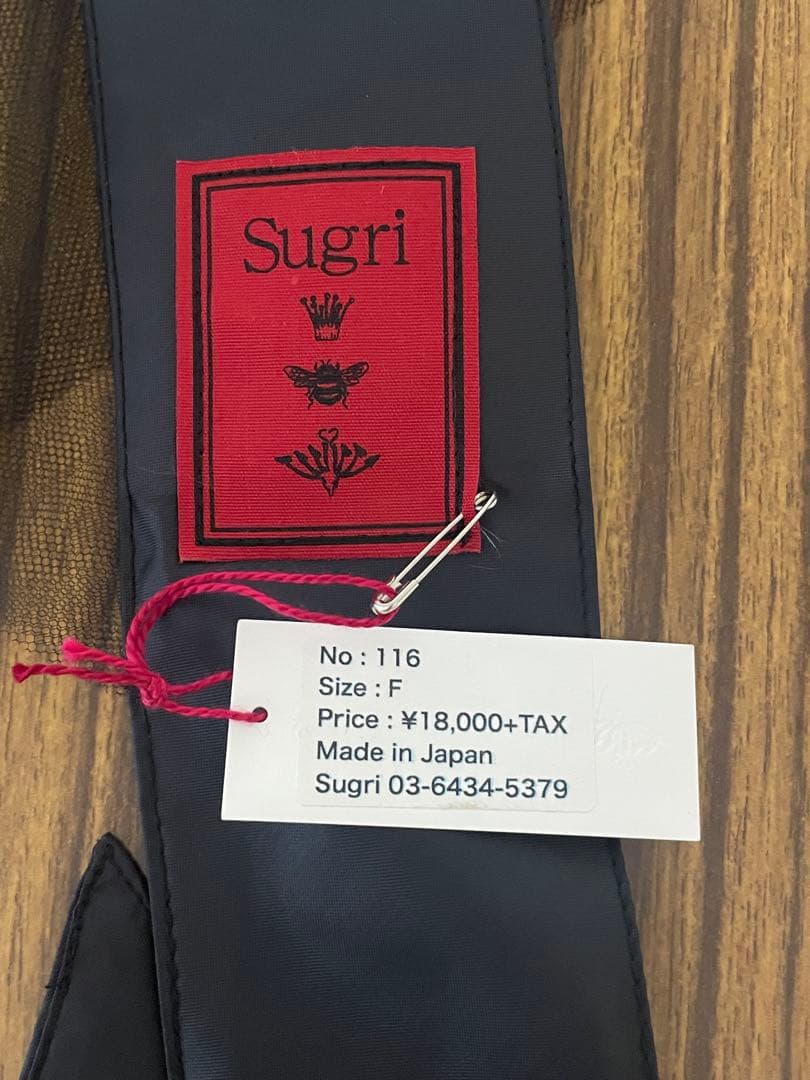 Sugri
No : 116
Size : F
Price : ¥18,000+TAX
Made in Japan
Sugri 03-6434-5379